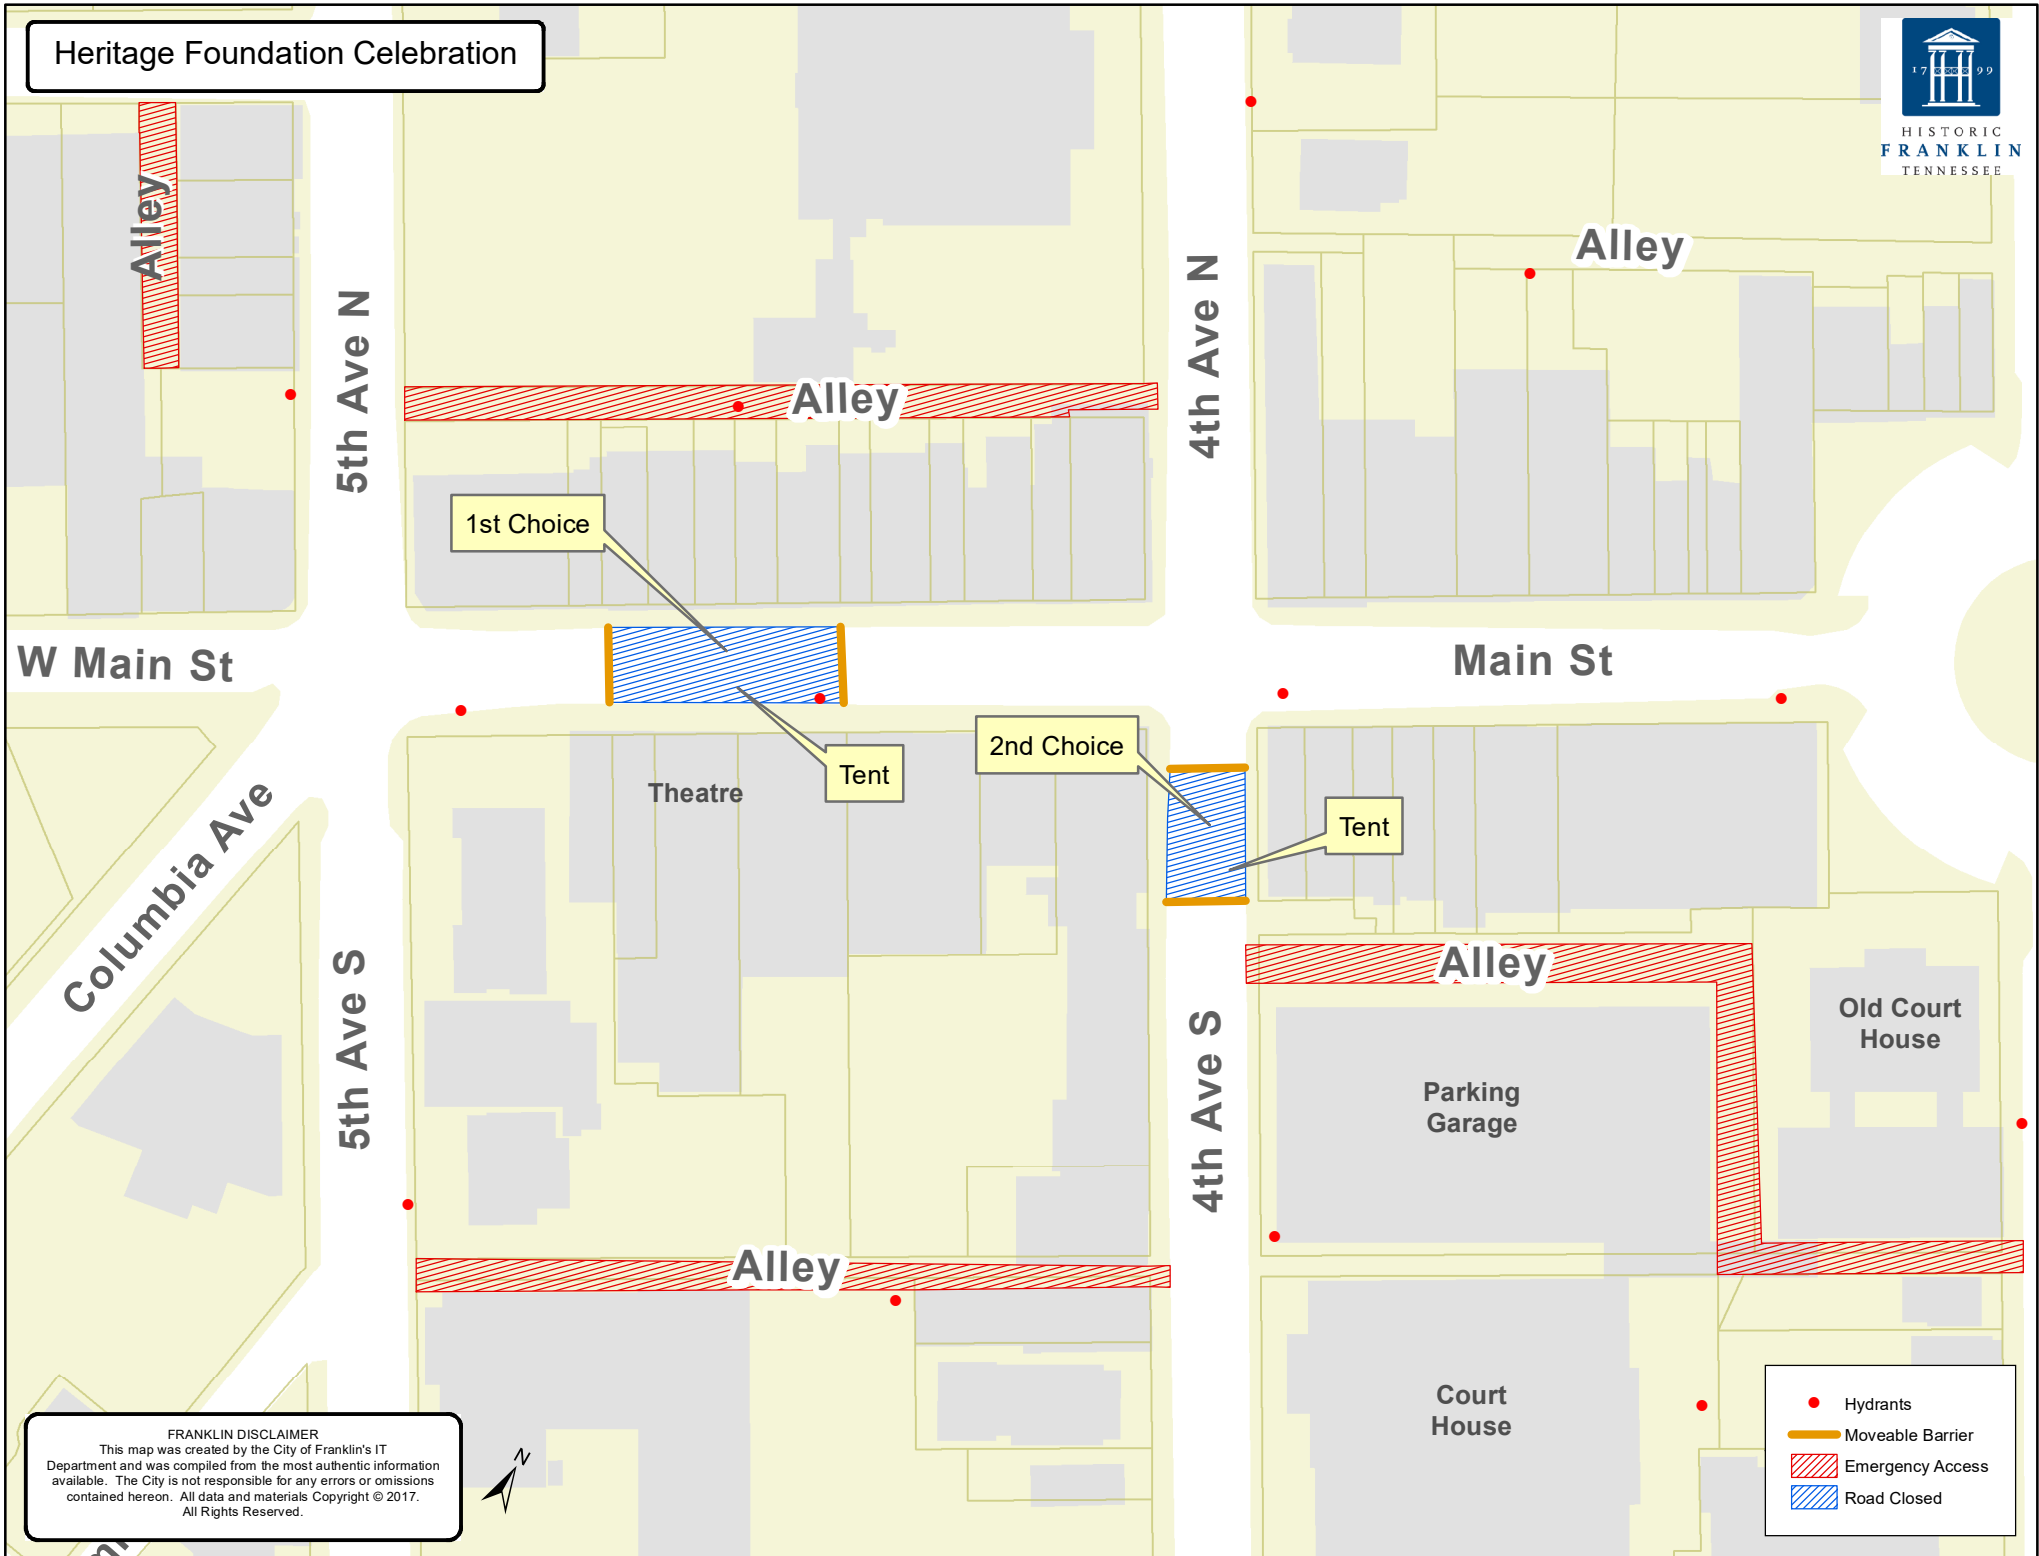 Heritage Foundation Celebration
17 99
HISTORIC
FRANKLIN
TENNESSEE
Alley
Alley
5th Ave N
4th Ave N
Alley
1st Choice
W Main St
Main St
2nd Choice
Tent
Theatre
Tent
Columbia Ave
5th Ave S
Alley
4th Ave S
Old Court
House
Parking
Garage
Alley
Court
House
Hydrants
Moveable Barrier
Emergency Access
Road Closed
FRANKLIN DISCLAIMER
This map was created by the City of Franklin's IT
Department and was compiled from the most authentic information
available. The City is not responsible for any errors or omissions
contained hereon. All data and materials Copyright © 2017.
All Rights Reserved.
N